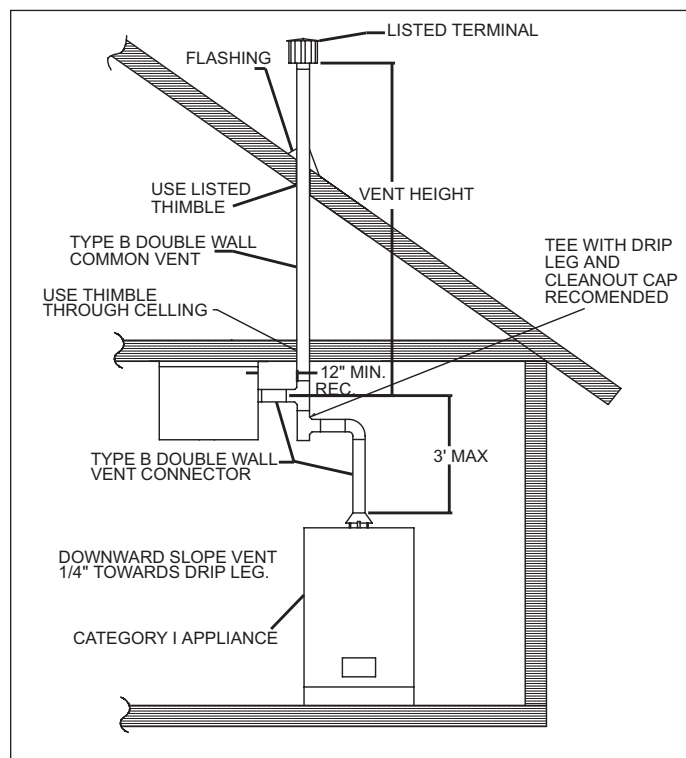 LISTED TERMINAL
FLASHING
USE LISTED
THIMBLE
VENT HEIGHT
TYPE B DOUBLE WALL
COMMON VENT
TEE WITH DRIP
LEG AND
CLEANOUT CAP
RECOMENDED
USE THIMBLE
THROUGH CELLING
12" MIN.
REC.
TYPE B DOUBLE WALL
VENT CONNECTOR
3' MAX
DOWNWARD SLOPE VENT
1/4" TOWARDS DRIP LEG.
CATEGORY I APPLIANCE